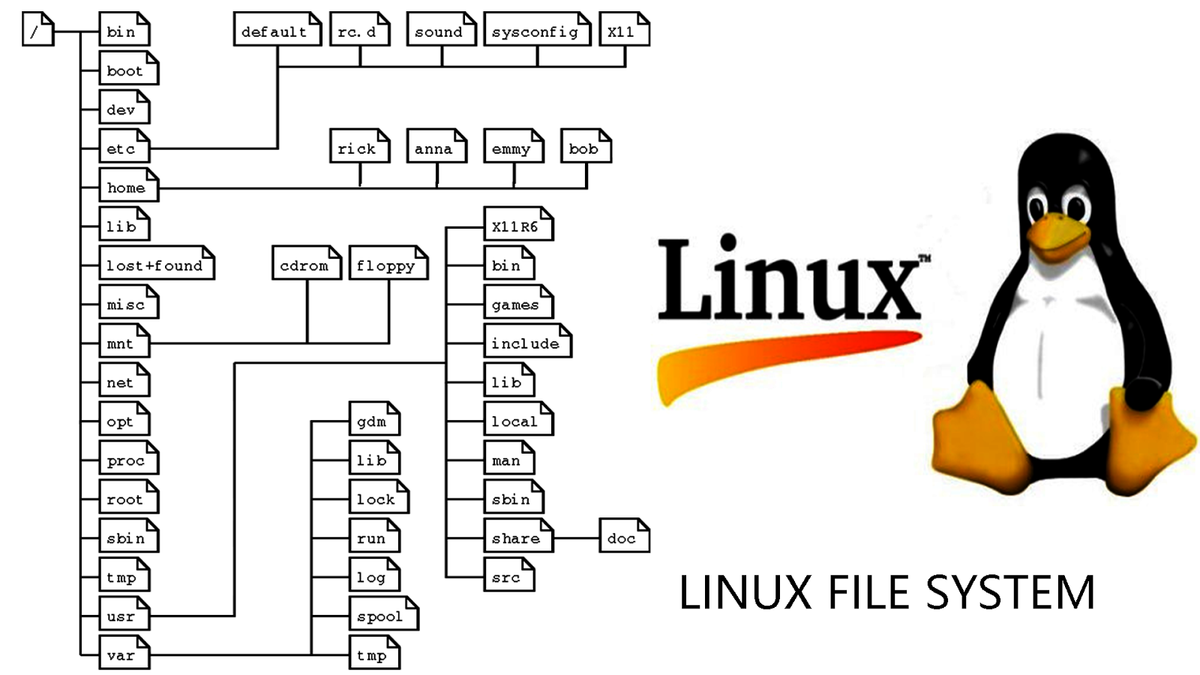 /
bin
default
rc.d
sound
sysconfig
X11
boot
dev
etc
rick
anna
emmy
bob
home
lib
X11R6
lost+found
cdrom
floppy
bin
misc
games
mnt
include
net
lib
opt
gdm
local
proc
lib
man
root
lock
sbin
sbin
run
share
doc
tmp
log
src
usr
spool
var
tmp
Linux™
LINUX FILE SYSTEM